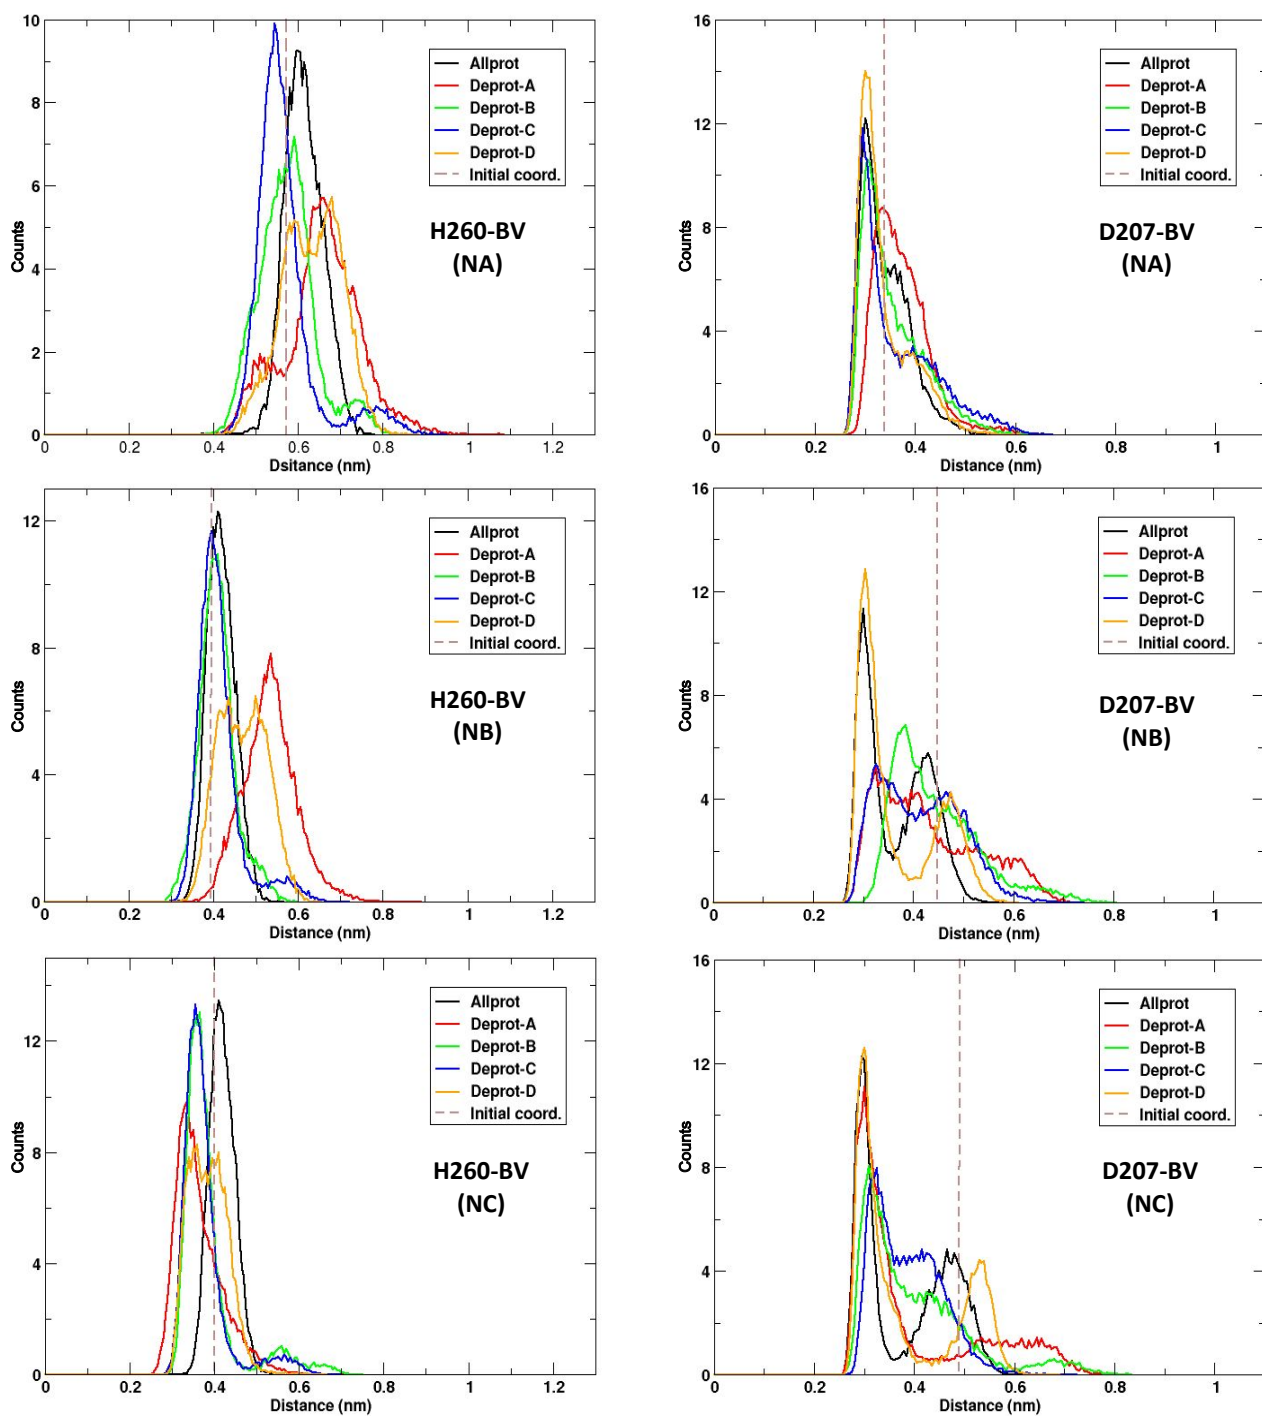 10
8
6
4
2
0
Counts
Allprot
Deprot-A
Deprot-B
Deprot-C
Deprot-D
Initial coord.
H260-BV
(NA)
0
0.2
0.4
0.6
0.8
1
1.2
Dsitance (nm)
16
12
8
4
0
Counts
Allprot
Deprot-A
Deprot-B
Deprot-C
Deprot-D
Initial coord.
D207-BV
(NA)
0
0.2
0.4
0.6
0.8
1
Distance (nm)
12
8
4
0
Counts
Allprot
Deprot-A
Deprot-B
Deprot-C
Deprot-D
Initial coord.
H260-BV
(NB)
0
0.2
0.4
0.6
0.8
1
1.2
Distance (nm)
16
12
8
4
0
Counts
Allprot
Deprot-A
Deprot-B
Deprot-C
Deprot-D
Initial coord.
D207-BV
(NB)
0
0.2
0.4
0.6
0.8
1
Distance (nm)
12
8
4
0
Counts
Allprot
Deprot-A
Deprot-B
Deprot-C
Deprot-D
Initial coord.
H260-BV
(NC)
0
0.2
0.4
0.6
0.8
1
1.2
Distance (nm)
16
12
8
4
0
Counts
Allprot
Deprot-A
Deprot-B
Deprot-C
Deprot-D
Initial coord.
D207-BV
(NC)
0
0.2
0.4
0.6
0.8
1
Distance (nm)